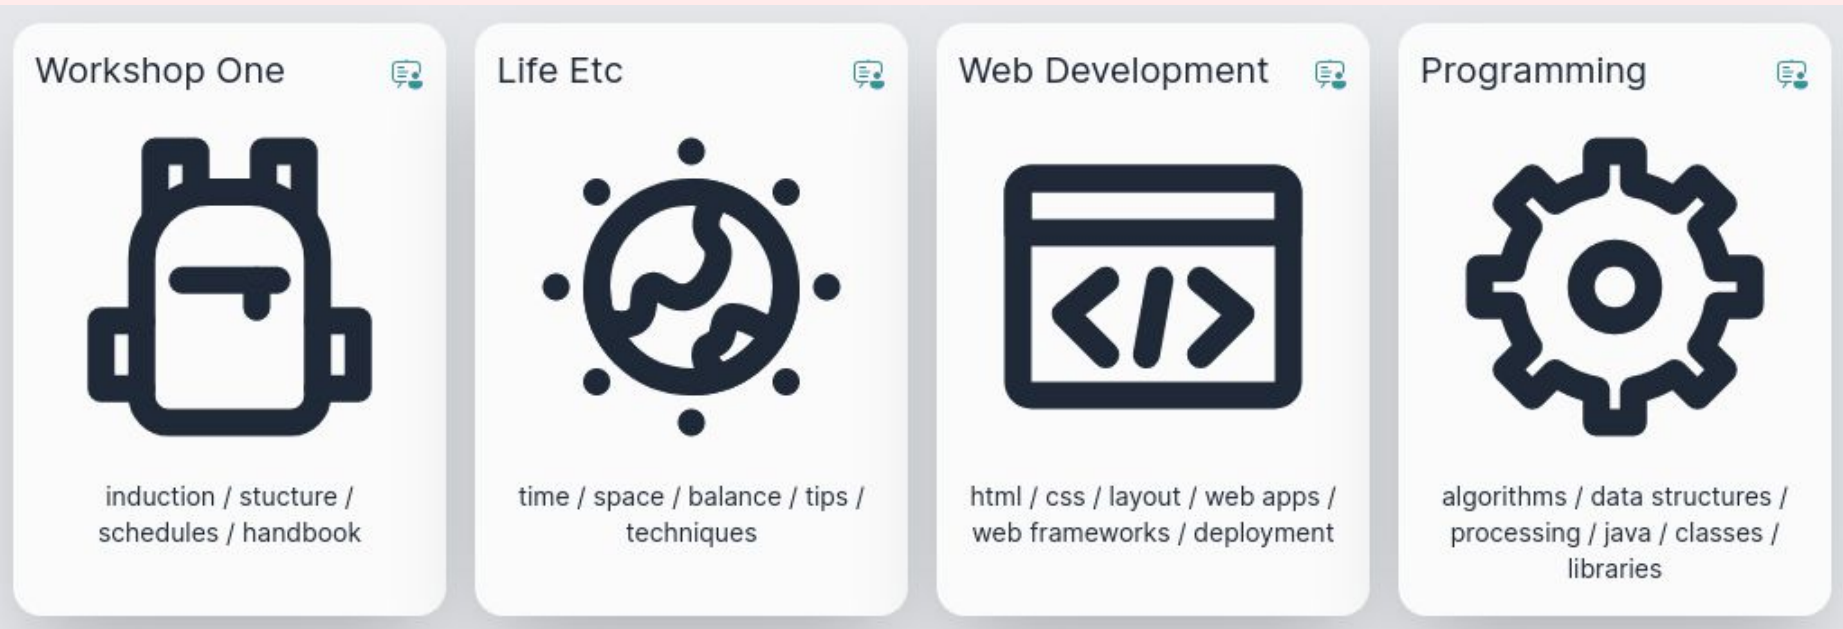 Workshop One
induction / stucture /
schedules / handbook
Life Etc
time / space / balance / tips /
techniques
Web Development
</>
html / css / layout / web apps /
web frameworks / deployment
Programming
algorithms / data structures /
processing / java / classes /
libraries